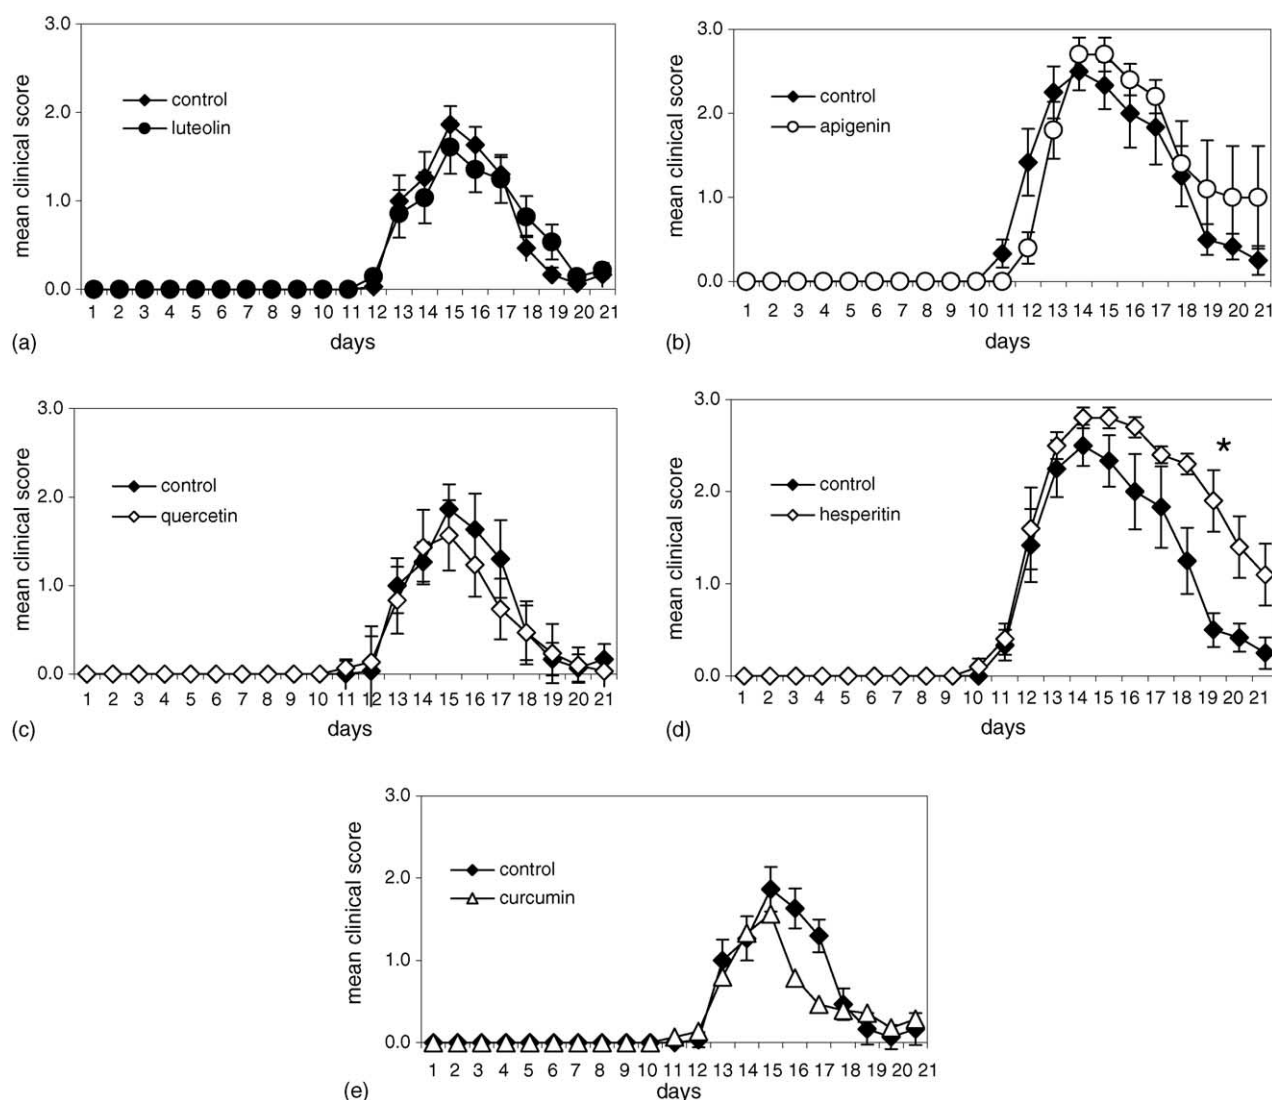 mean clinical score
3.0
2.0
1.0
0.0
control
luteolin
1 2 3 4 5 6 7 8 9 10 11 12 13 14 15 16 17 18 19 20 21
days
(a)
mean clinical score
3.0
2.0
1.0
0.0
control
apigenin
1 2 3 4 5 6 7 8 9 10 11 12 13 14 15 16 17 18 19 20 21
days
(b)
mean clinical score
3.0
2.0
1.0
0.0
control
quercetin
1 2 3 4 5 6 7 8 9 10 11 12 13 14 15 16 17 18 19 20 21
days
(c)
mean clinical score
3.0
2.0
1.0
0.0
control
hesperitin
*
1 2 3 4 5 6 7 8 9 10 11 12 13 14 15 16 17 18 19 20 21
days
(d)
mean clinical score
3.0
2.0
1.0
0.0
control
curcumin
1 2 3 4 5 6 7 8 9 10 11 12 13 14 15 16 17 18 19 20 21
days
(e)